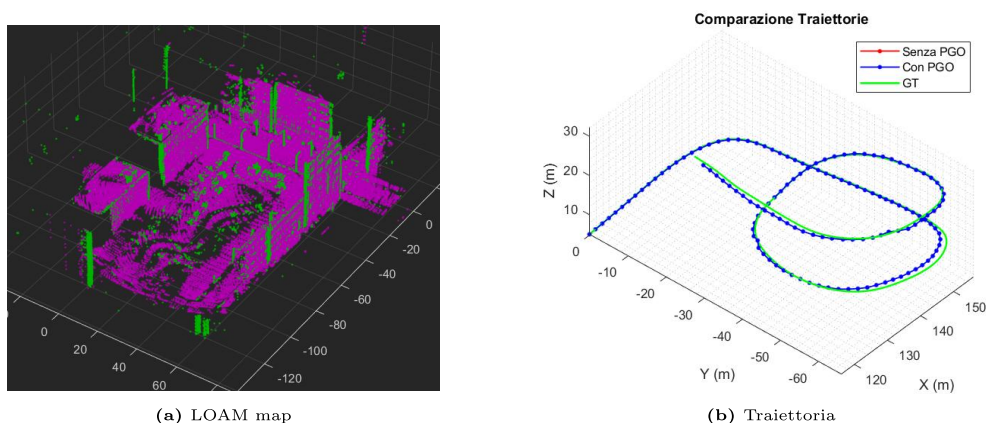 Comparazione Traiettorie
Senza PGO
Con PGO
GT
30
20
10
Z (m)
0
-10
-20
-30
-40
-50
-60
Y (m)
120
130
140
150
X (m)
0
-20
-40
-60
-80
-100
-120
0
20
40
60
(a) LOAM map
(b) Traiettoria